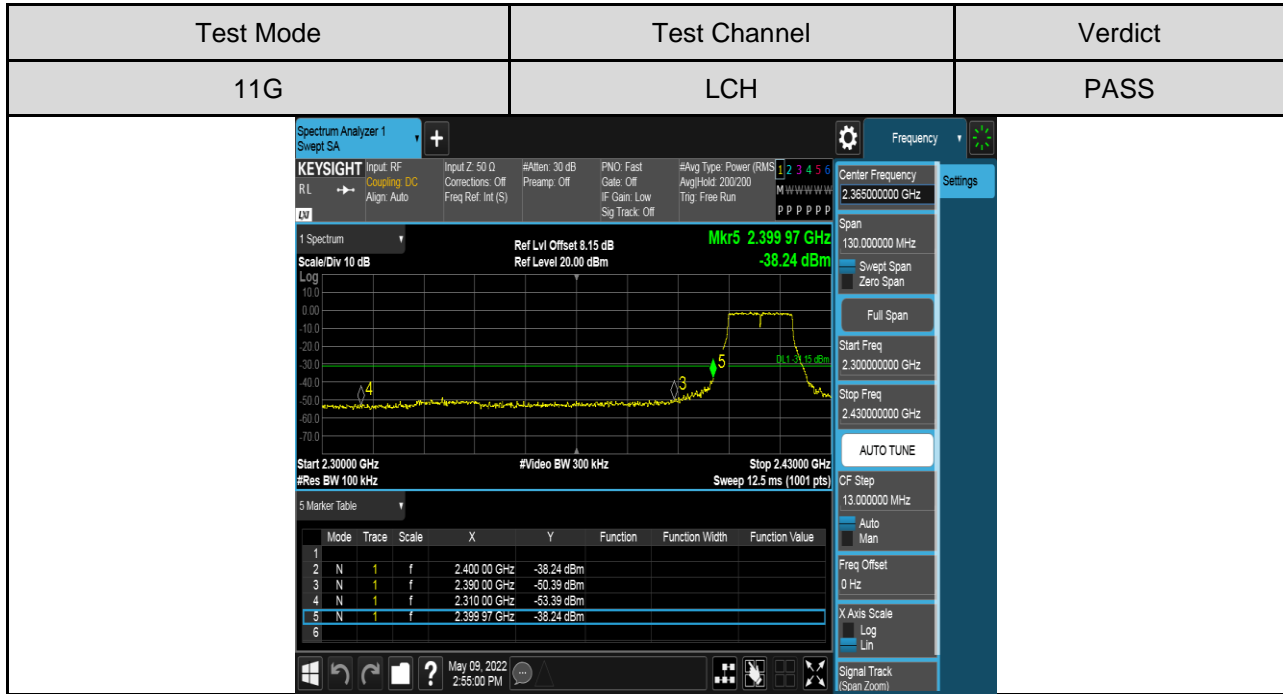 Test Mode Test Channel Verdict
11G LCH PASS
Spectrum Analyzer 1
Swept SA
+
Frequency
KEYSIGHT Input: RF Input Z: 50 Ω #Atten: 30 dB PNO: Fast #Avg Type: Power (RMS 1 2 3 4 5 6
RL Coupling: DC Corrections: Off Preamp: Off Gate: Off Avg|Hold: 200/200 M W W W W W
Align: Auto Freq Ref: Int (S) IF Gain: Low Trig: Free Run
LXI Sig Track: Off P P P P P P
1 Spectrum
Ref Lvl Offset 8.15 dB Mkr5 2.399 97 GHz
Scale/Div 10 dB Ref Level 20.00 dBm -38.24 dBm
Log
10.0
0.00
-10.0
-20.0
-30.0
-40.0
-50.0
-60.0
-70.0
4
3
5
DL1 -31.15 dBm
Start 2.30000 GHz #Video BW 300 kHz Stop 2.43000 GHz
#Res BW 100 kHz Sweep 12.5 ms (1001 pts)
5 Marker Table
Mode Trace Scale X Y Function Function Width Function Value
1
2 N 1 f 2.400 00 GHz -38.24 dBm
3 N 1 f 2.390 00 GHz -50.39 dBm
4 N 1 f 2.310 00 GHz -53.39 dBm
5 N 1 f 2.399 97 GHz -38.24 dBm
6
?
May 09, 2022
2:55:00 PM
Center Frequency
2.365000000 GHz
Settings
Span
130.000000 MHz
Swept Span
Zero Span
Full Span
Start Freq
2.300000000 GHz
Stop Freq
2.430000000 GHz
AUTO TUNE
CF Step
13.000000 MHz
Auto
Man
Freq Offset
0 Hz
X Axis Scale
Log
Lin
Signal Track
(Span Zoom)